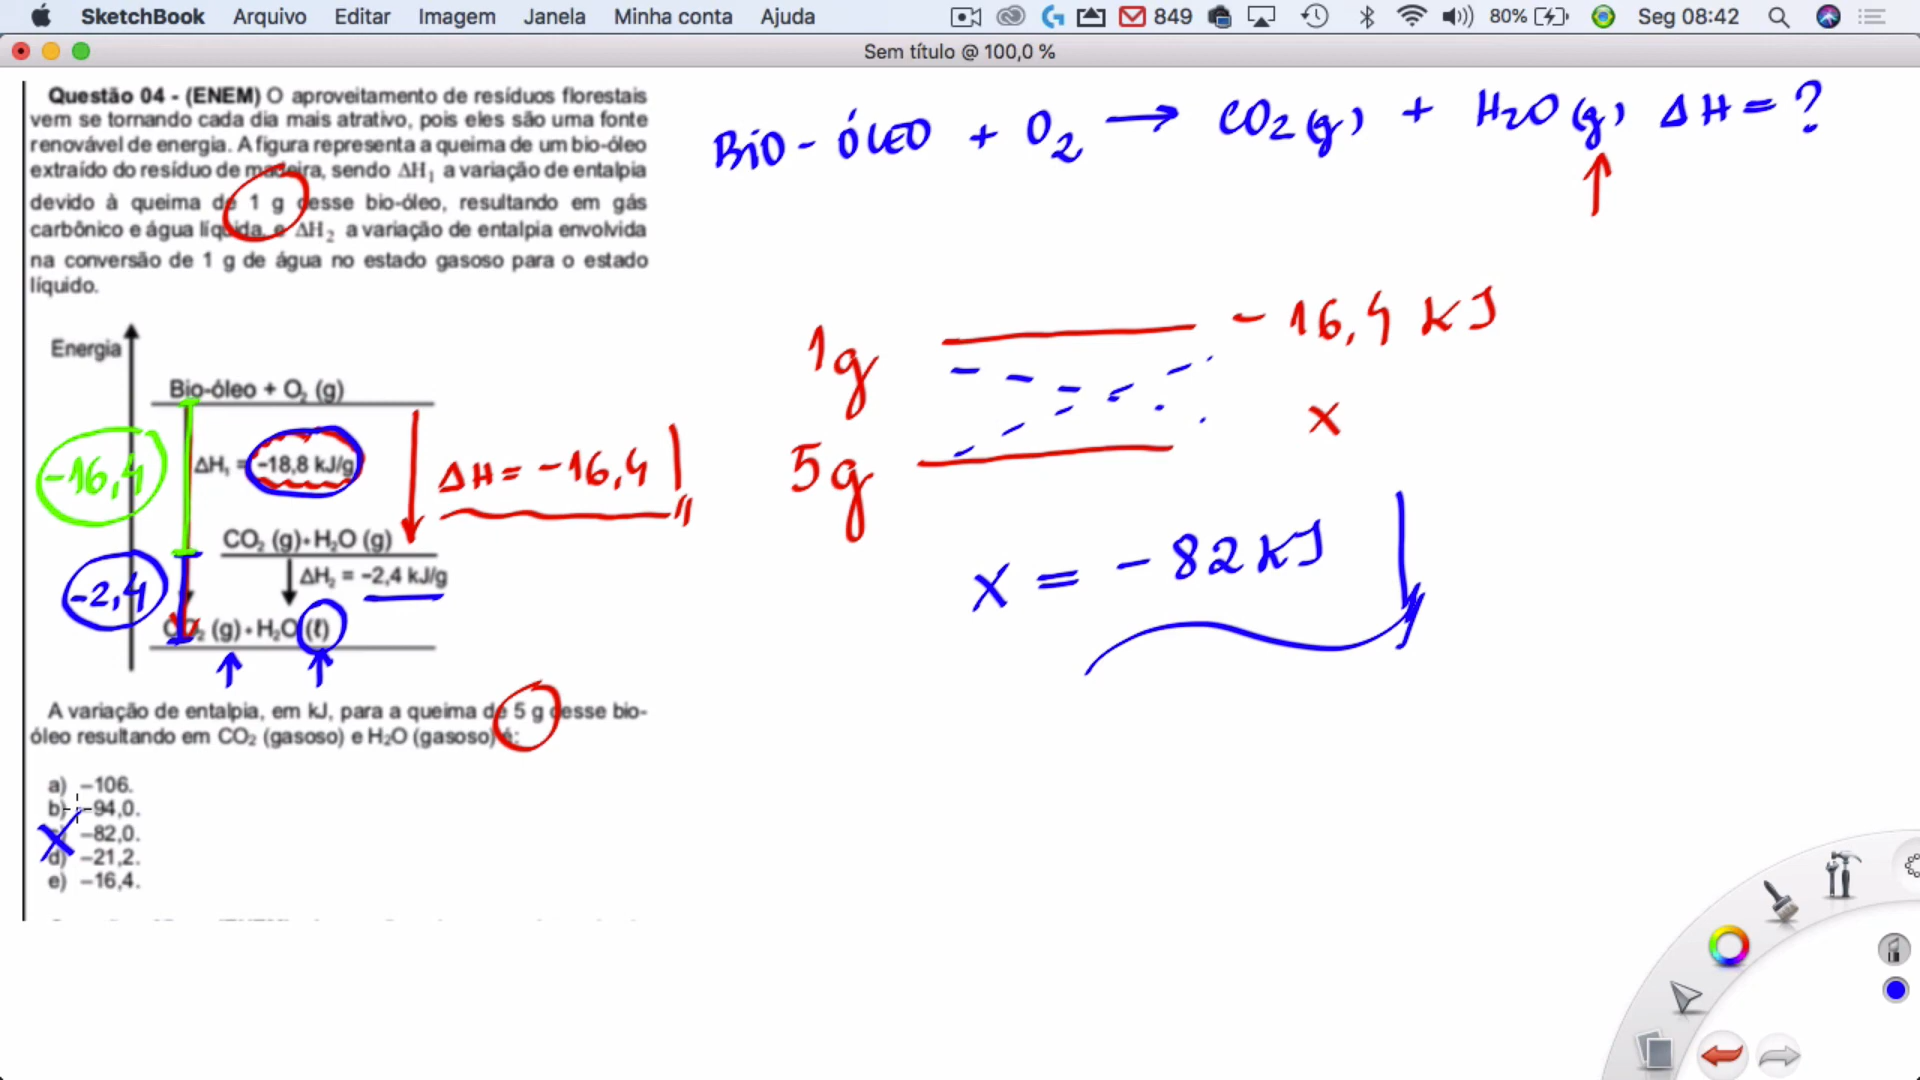 SketchBook Arquivo Editar Imagem Janela Minha conta Ajuda 849 80% Seg 08:42
Sem título @ 100,0 %
Questão 04 - (ENEM) O aproveitamento de resíduos florestais
vem se tornando cada dia mais atrativo, pois eles são uma fonte
renovável de energia. A figura representa a queima de um bio-óleo
extraído do resíduo de madeira, sendo ΔH₁ a variação de entalpia
devido à queima de 1 g desse bio-óleo, resultando em gás
carbônico e água líquida, e ΔH₂ a variação de entalpia envolvida
na conversão de 1 g de água no estado gasoso para o estado
líquido.
Energia
Bio-óleo + O₂ (g)
-16,4
ΔH₁ = -18,8 kJ/g
ΔH = -16,4
CO₂ (g)+H₂O (g)
ΔH₂ = -2,4 kJ/g
-2,4
CO₂ (g)+H₂O (ℓ)
A variação de entalpia, em kJ, para a queima de 5 g desse bio-
óleo resultando em CO₂ (gasoso) e H₂O (gasoso) é:
a) –106.
b) –94,0.
–82,0.
d) –21,2.
e) –16,4.
BIO-ÓLEO + O₂ → CO₂(g) + H₂O(g) ΔH = ?
1g - 16,4 KJ
5g x
x = - 82 KJ